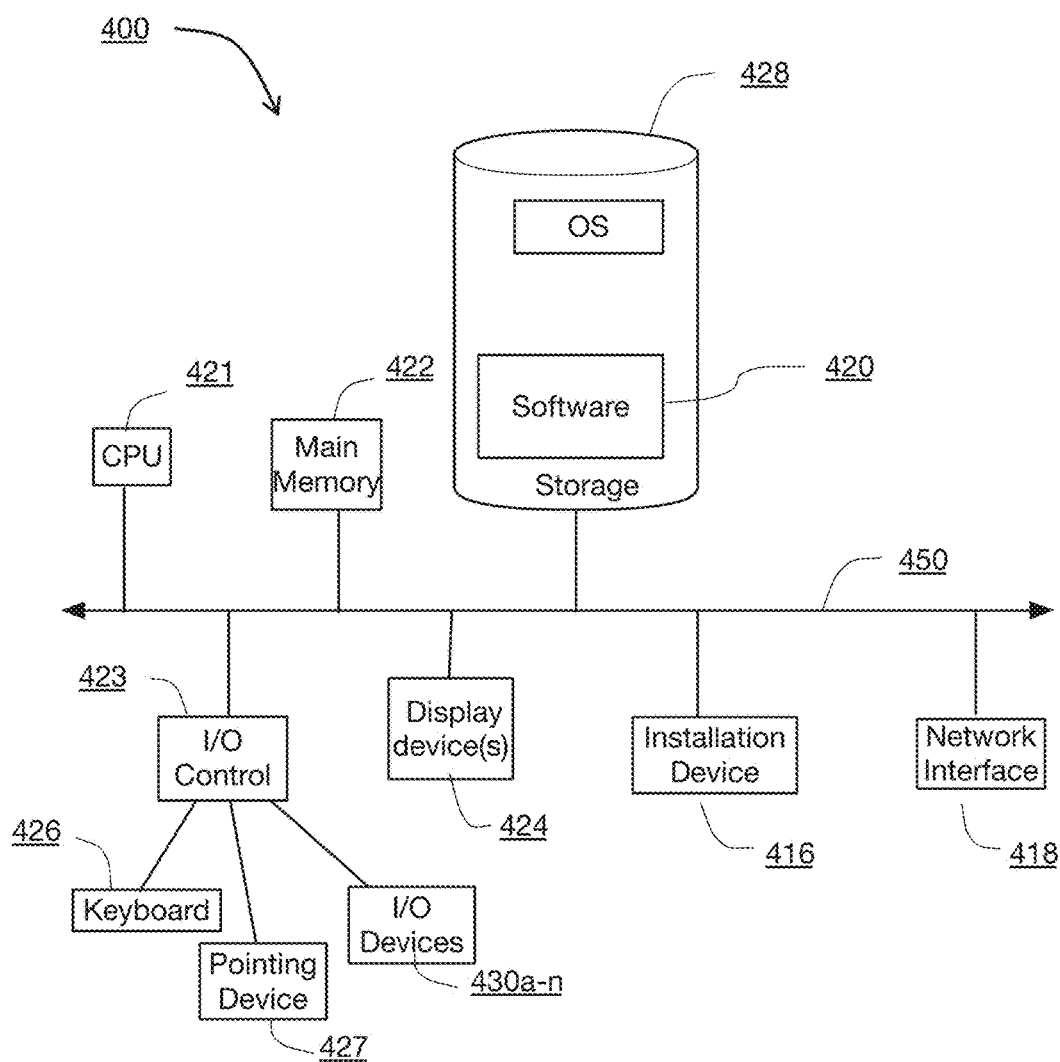 400
428
OS
421
422
420
CPU
Main
Memory
Software
Storage
450
423
I/O
Control
Display
device(s)
Installation
Device
Network
Interface
426
424
416
418
Keyboard
I/O
Devices
Pointing
Device
430a-n
427